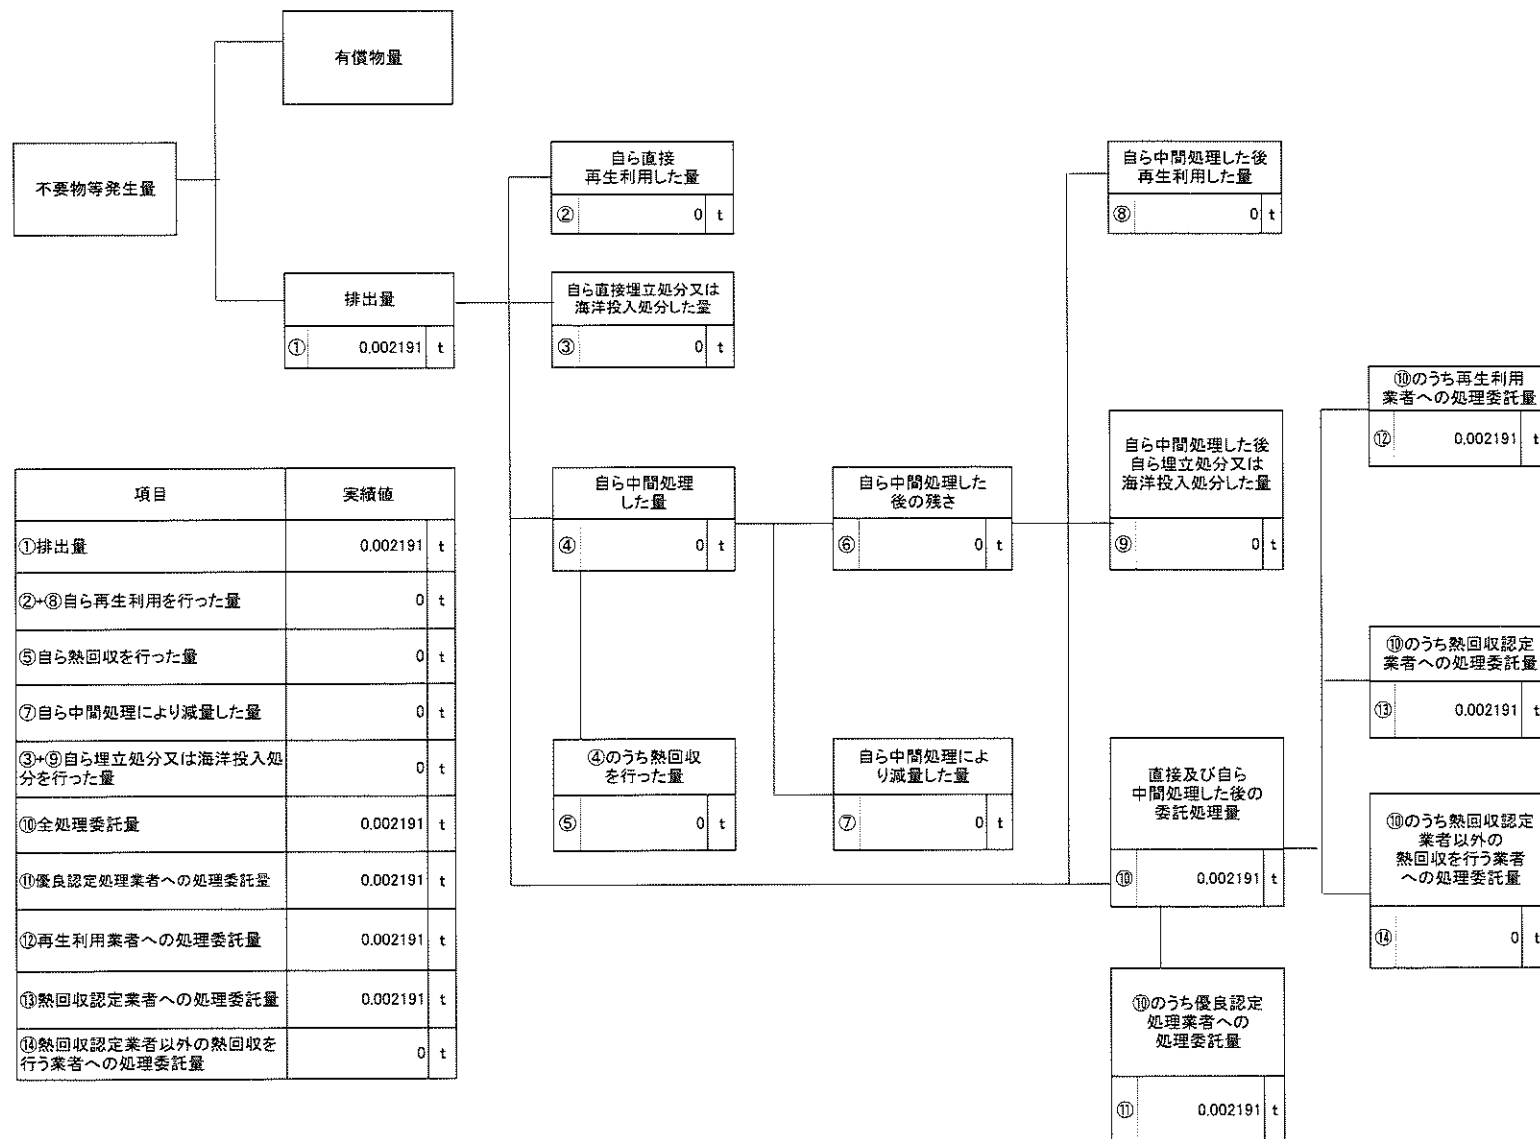 有償物量
不要物等発生量
排出量
① 0.002191 t
自ら直接
再生利用した量
② 0 t
自ら直接埋立処分又は
海洋投入処分した量
③ 0 t
自ら中間処理
した量
④ 0 t
④のうち熱回収
を行った量
⑤ 0 t
自ら中間処理した
後の残さ
⑥ 0 t
自ら中間処理によ
り減量した量
⑦ 0 t
自ら中間処理した後
再生利用した量
⑧ 0 t
自ら中間処理した後
自ら埋立処分又は
海洋投入処分した量
⑨ 0 t
直接及び自ら
中間処理した後の
委託処理量
⑩ 0.002191 t
⑩のうち優良認定
処理業者への
処理委託量
⑪ 0.002191 t
⑩のうち再生利用
業者への処理委託量
⑫ 0.002191 t
⑩のうち熱回収認定
業者への処理委託量
⑬ 0.002191 t
⑩のうち熱回収認定
業者以外の
熱回収を行う業者
への処理委託量
⑭ 0 t
項目 実績値
①排出量 0.002191 t
②+⑧自ら再生利用を行った量 0 t
⑤自ら熱回収を行った量 0 t
⑦自ら中間処理により減量した量 0 t
③+⑨自ら埋立処分又は海洋投入処
分を行った量 0 t
⑩全処理委託量 0.002191 t
⑪優良認定処理業者への処理委託量 0.002191 t
⑫再生利用業者への処理委託量 0.002191 t
⑬熱回収認定業者への処理委託量 0.002191 t
⑭熱回収認定業者以外の熱回収を
行う業者への処理委託量 0 t